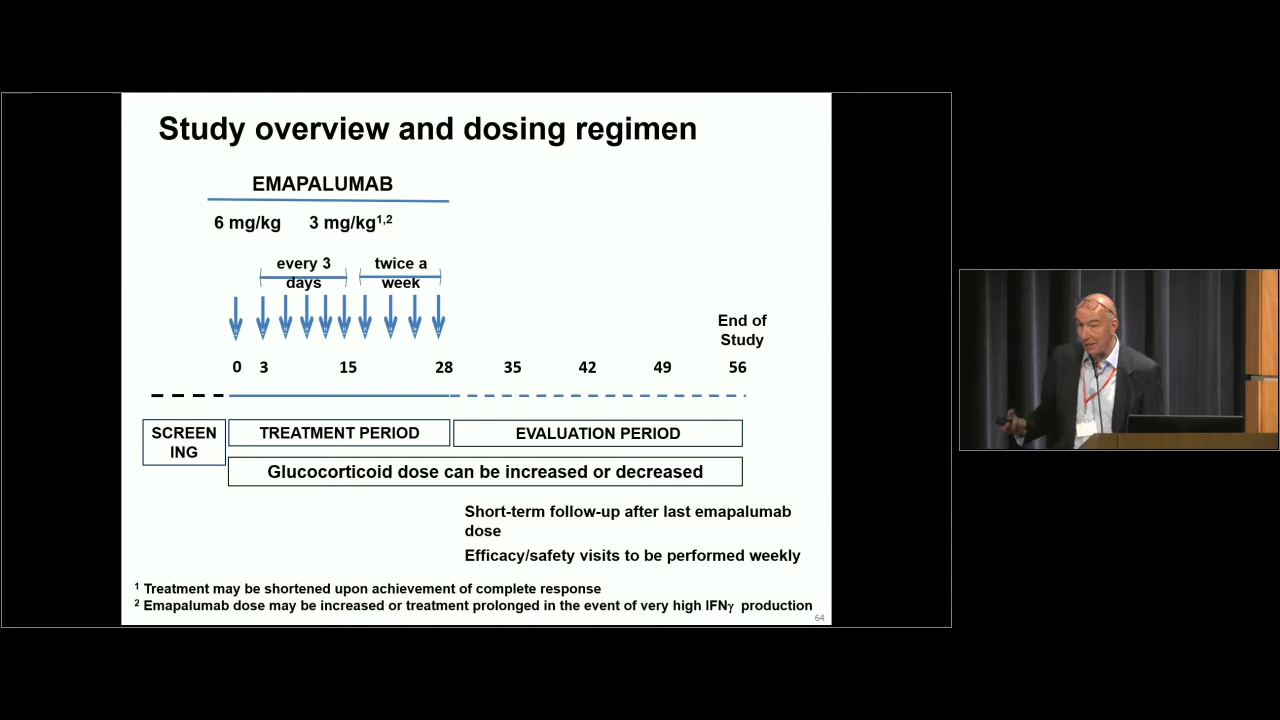 Study overview and dosing regimen
EMAPALUMAB
6 mg/kg 3 mg/kg1,2
every 3
days
twice a
week
End of
Study
0 3 15 28 35 42 49 56
SCREEN
ING
TREATMENT PERIOD
EVALUATION PERIOD
Glucocorticoid dose can be increased or decreased
Short-term follow-up after last emapalumab
dose
Efficacy/safety visits to be performed weekly
1 Treatment may be shortened upon achievement of complete response
2 Emapalumab dose may be increased or treatment prolonged in the event of very high IFNγ production
64